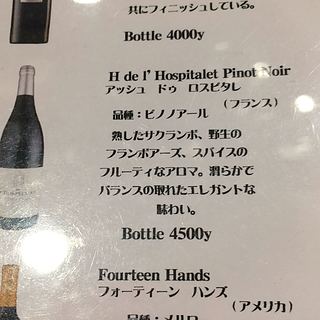 共にフィニッシュしている。
Bottle 4000y
H de l' Hospitalet Pinot Noir
アッシュ ドゥ ロスピタレ
（フランス）
品種：ピノノアール
熟したサクランボ、野生の
フランボアーズ、スパイスの
フルーティなアロマ。滑らかで
バランスの取れたエレガントな
味わい。
Bottle 4500y
Fourteen Hands
フォーティーン ハンズ
（アメリカ）
品種：メルロ